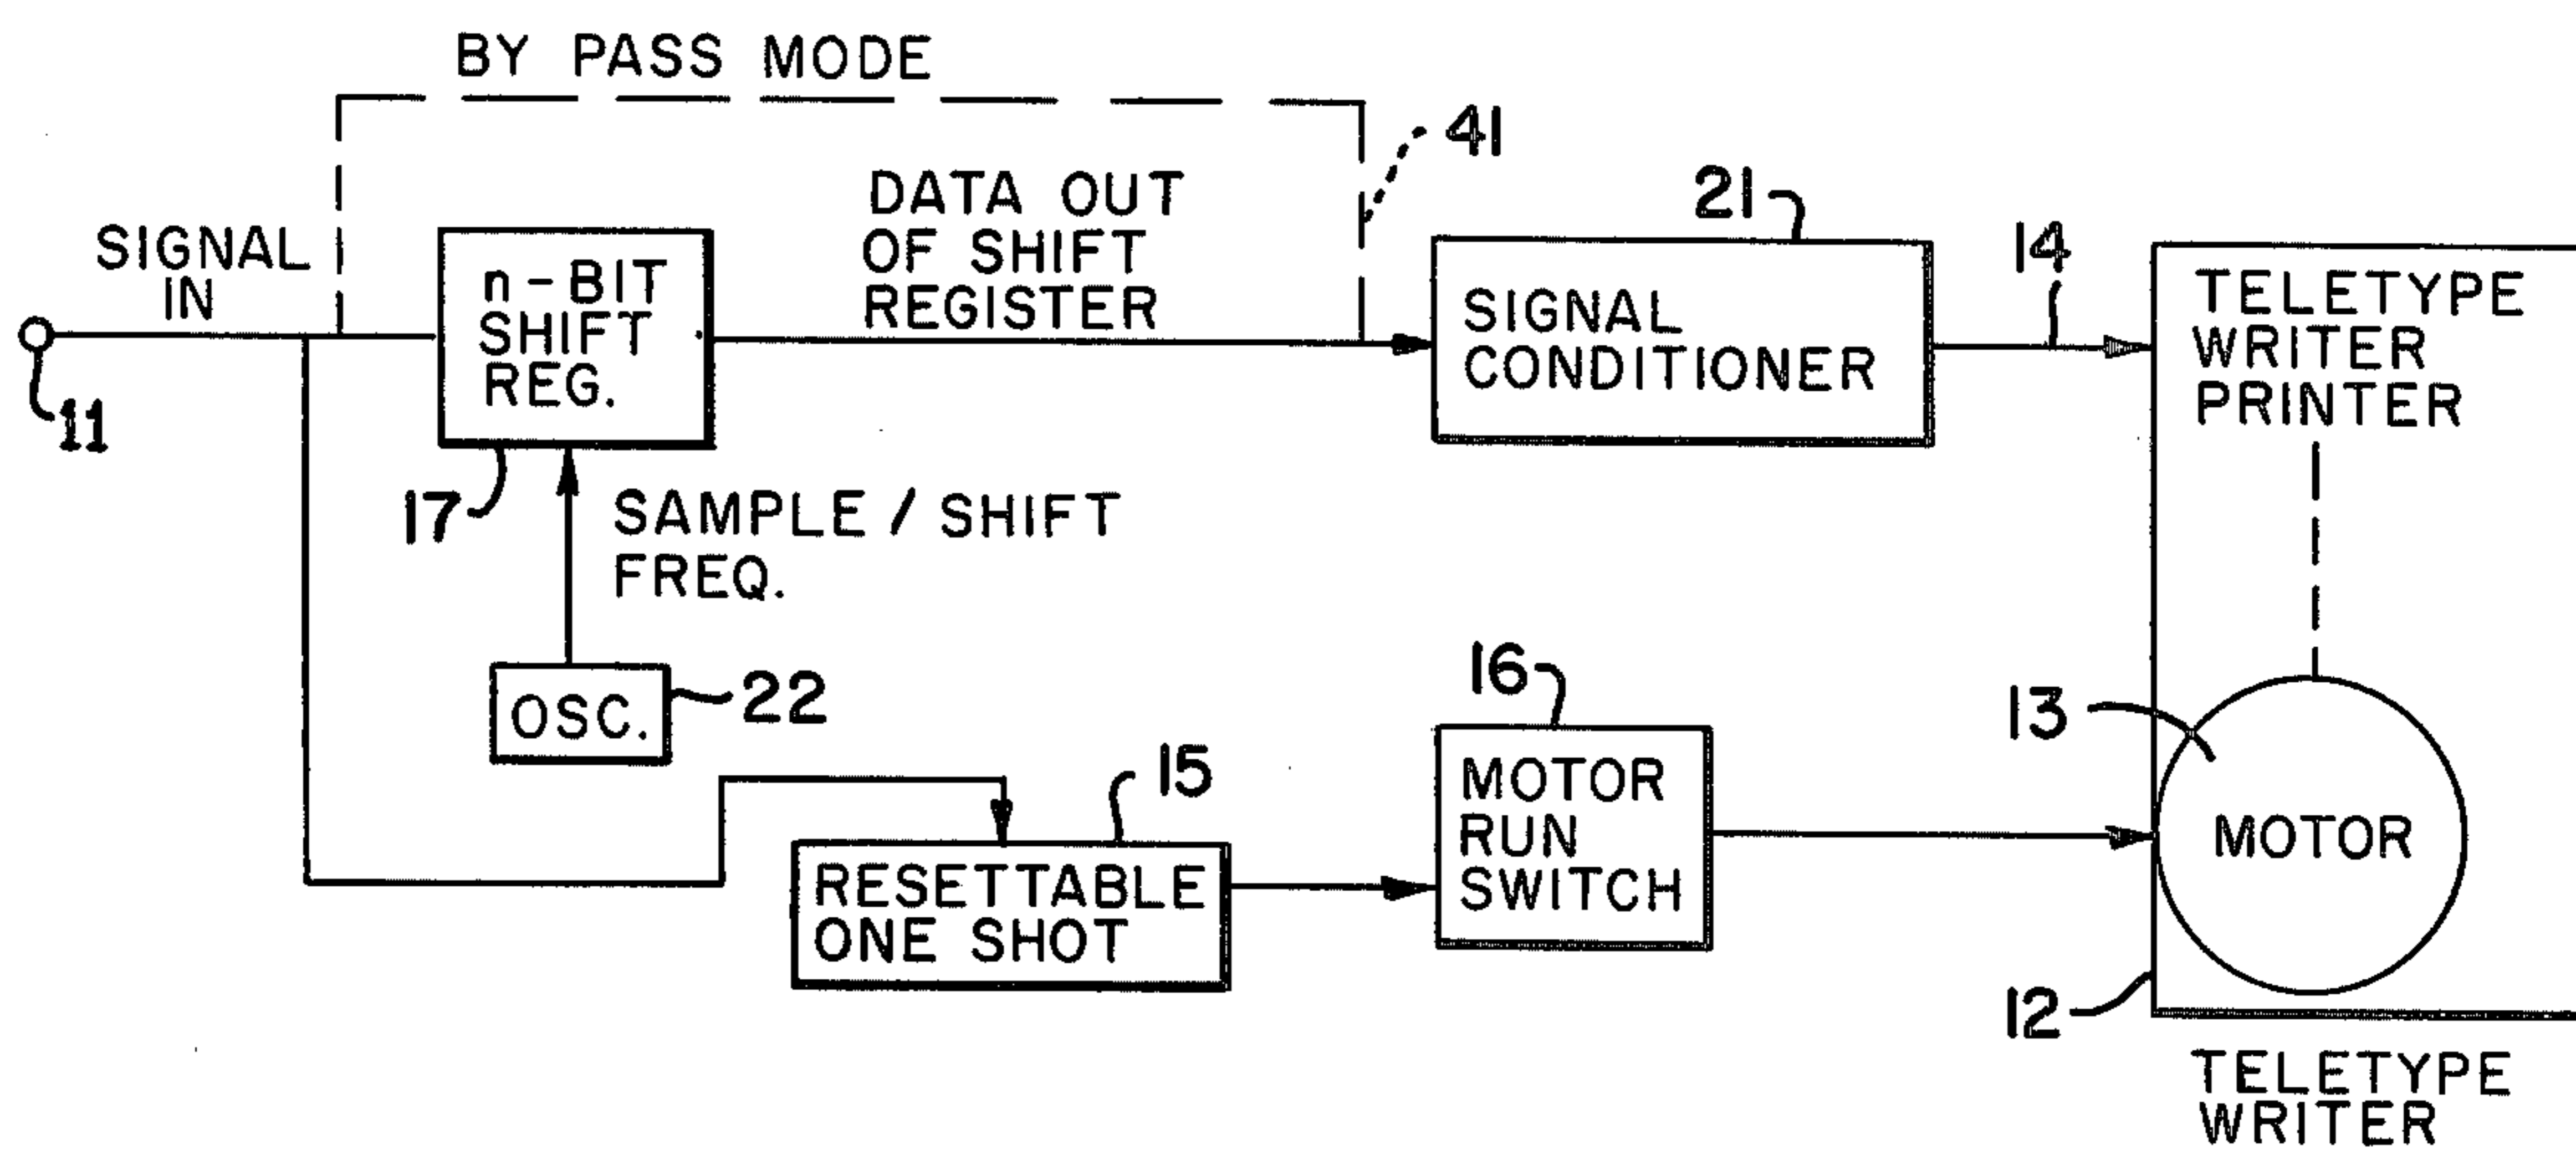 BY PASS MODE
41
SIGNAL
IN
11
n-BIT
SHIFT
REG.
17
DATA OUT
OF SHIFT
REGISTER
21
SIGNAL
CONDITIONER
14
TELETYPE
WRITER
PRINTER
SAMPLE / SHIFT
FREQ.
OSC.
22
15
RESETTABLE
ONE SHOT
16
MOTOR
RUN
SWITCH
13
MOTOR
12
TELETYPE
WRITER